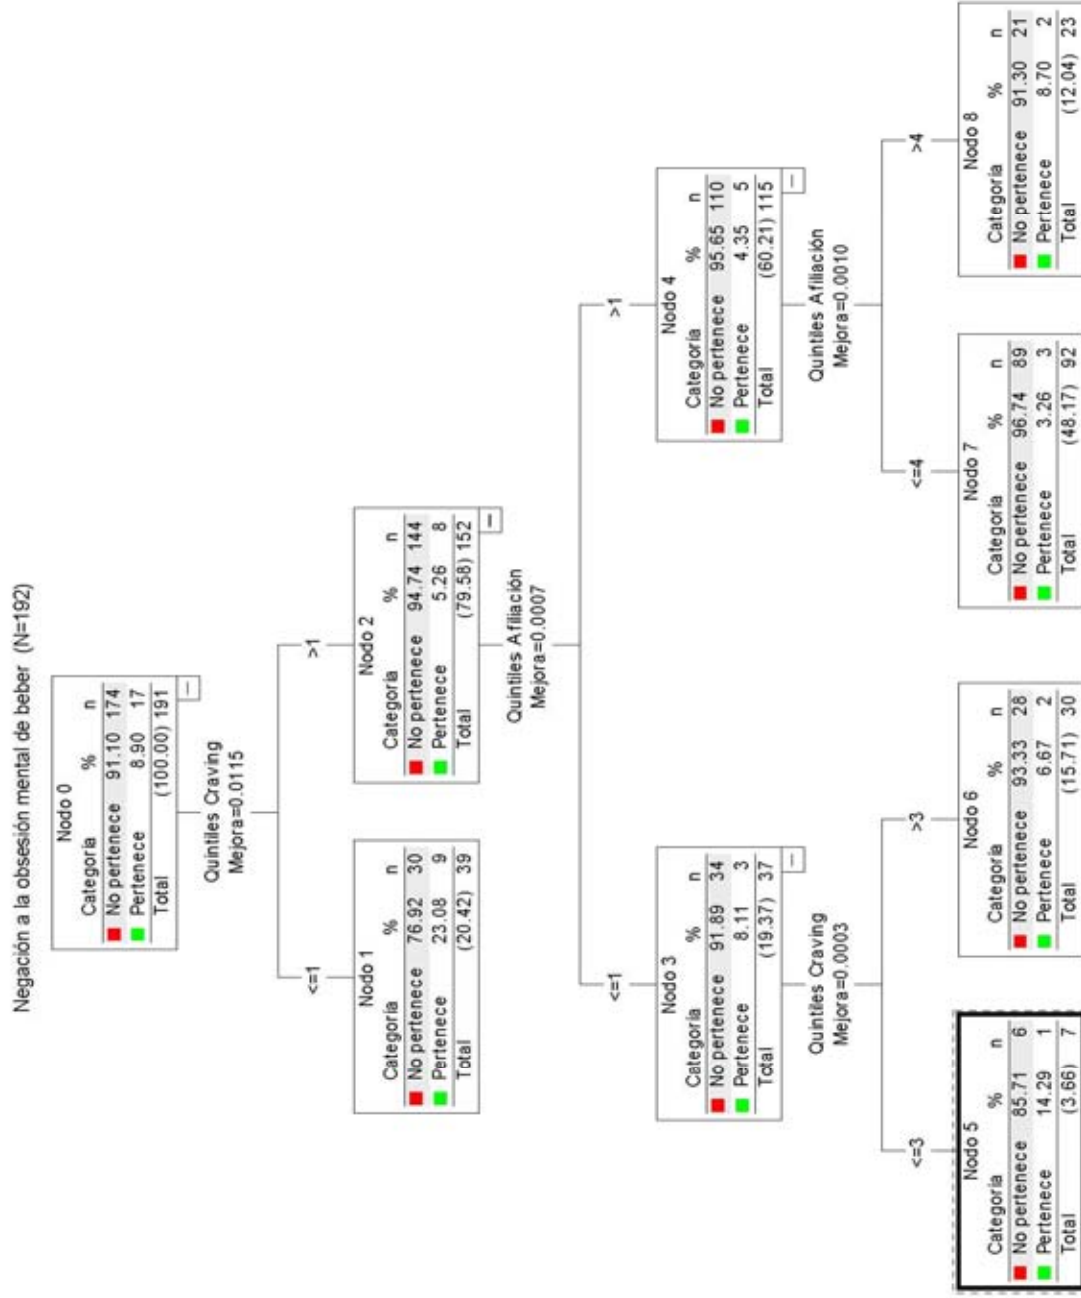 Negación a la obsesión mental de beber (N=192)
Nodo 0
Categoría % n
No pertenece 91.10 174
Pertenece 8.90 17
Total (100.00) 191
Quintiles Craving
Mejora=0.0115
<=1
>1
Nodo 1
Categoría % n
No pertenece 76.92 30
Pertenece 23.08 9
Total (20.42) 39
Nodo 2
Categoría % n
No pertenece 94.74 144
Pertenece 5.26 8
Total (79.58) 152
Quintiles Afiliación
Mejora=0.0007
<=1
>1
Nodo 3
Categoría % n
No pertenece 91.89 34
Pertenece 8.11 3
Total (19.37) 37
Nodo 4
Categoría % n
No pertenece 95.65 110
Pertenece 4.35 5
Total (60.21) 115
Quintiles Craving
Mejora=0.0003
Quintiles Afiliación
Mejora=0.0010
<=3
>3
<=4
>4
Nodo 5
Categoría % n
No pertenece 85.71 6
Pertenece 14.29 1
Total (3.66) 7
Nodo 6
Categoría % n
No pertenece 93.33 28
Pertenece 6.67 2
Total (15.71) 30
Nodo 7
Categoría % n
No pertenece 96.74 89
Pertenece 3.26 3
Total (48.17) 92
Nodo 8
Categoría % n
No pertenece 91.30 21
Pertenece 8.70 2
Total (12.04) 23